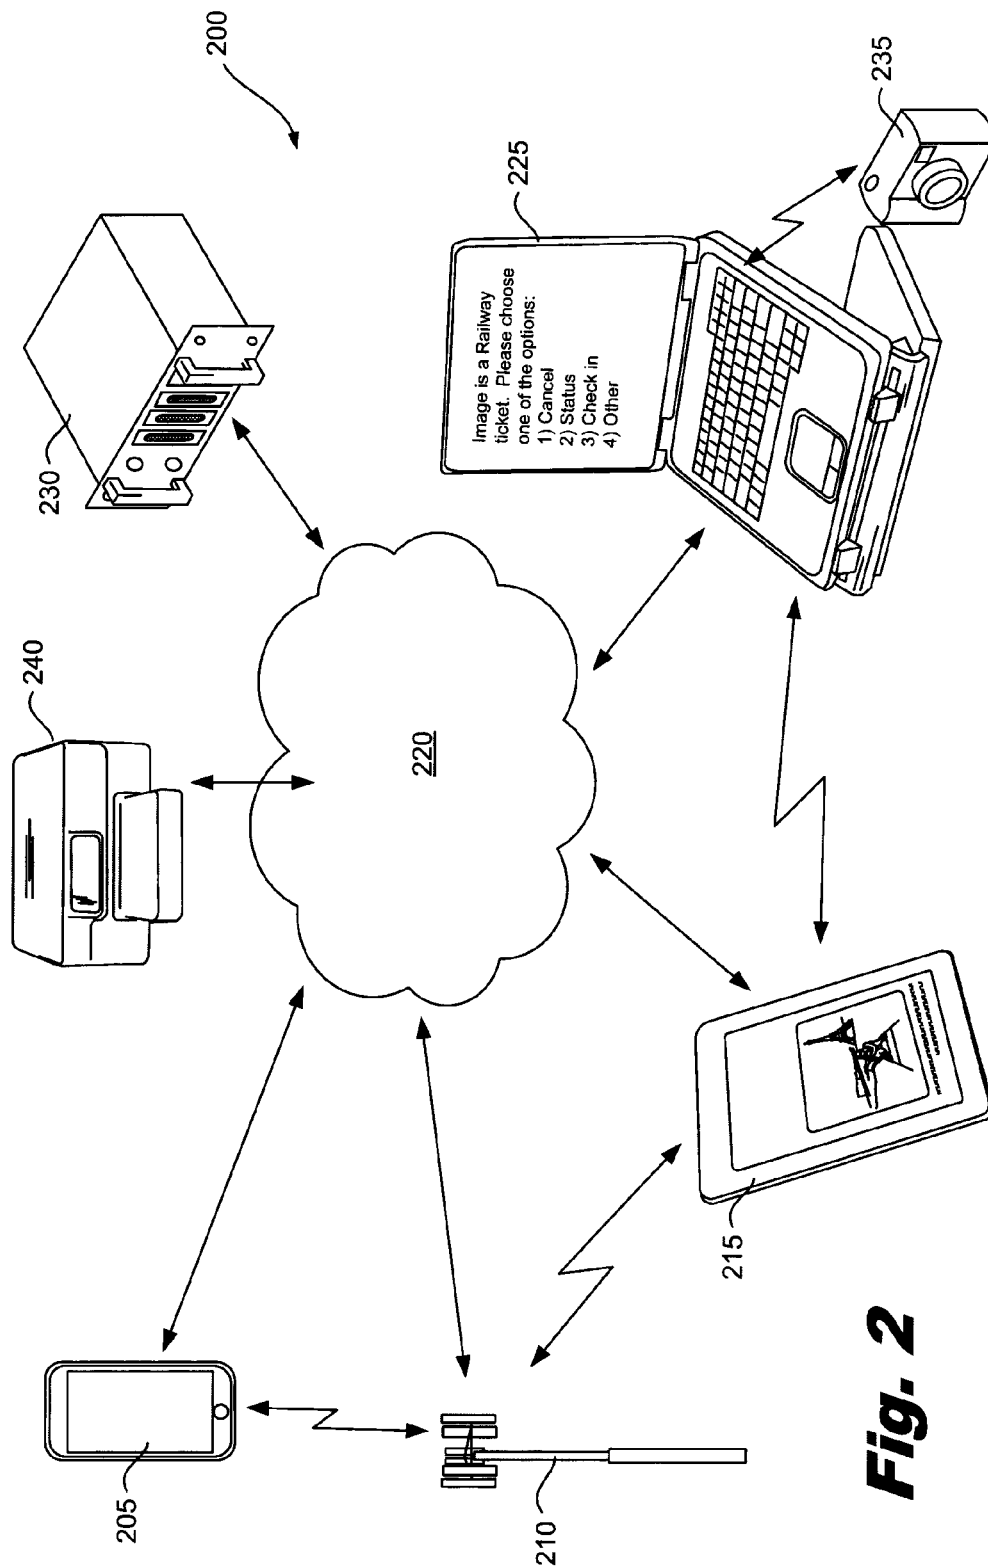 200
230
240
225
Image is a Railway
ticket. Please choose
one of the options:
1) Cancel
2) Status
3) Check in
4) Other
235
220
205
210
215
Fig. 2